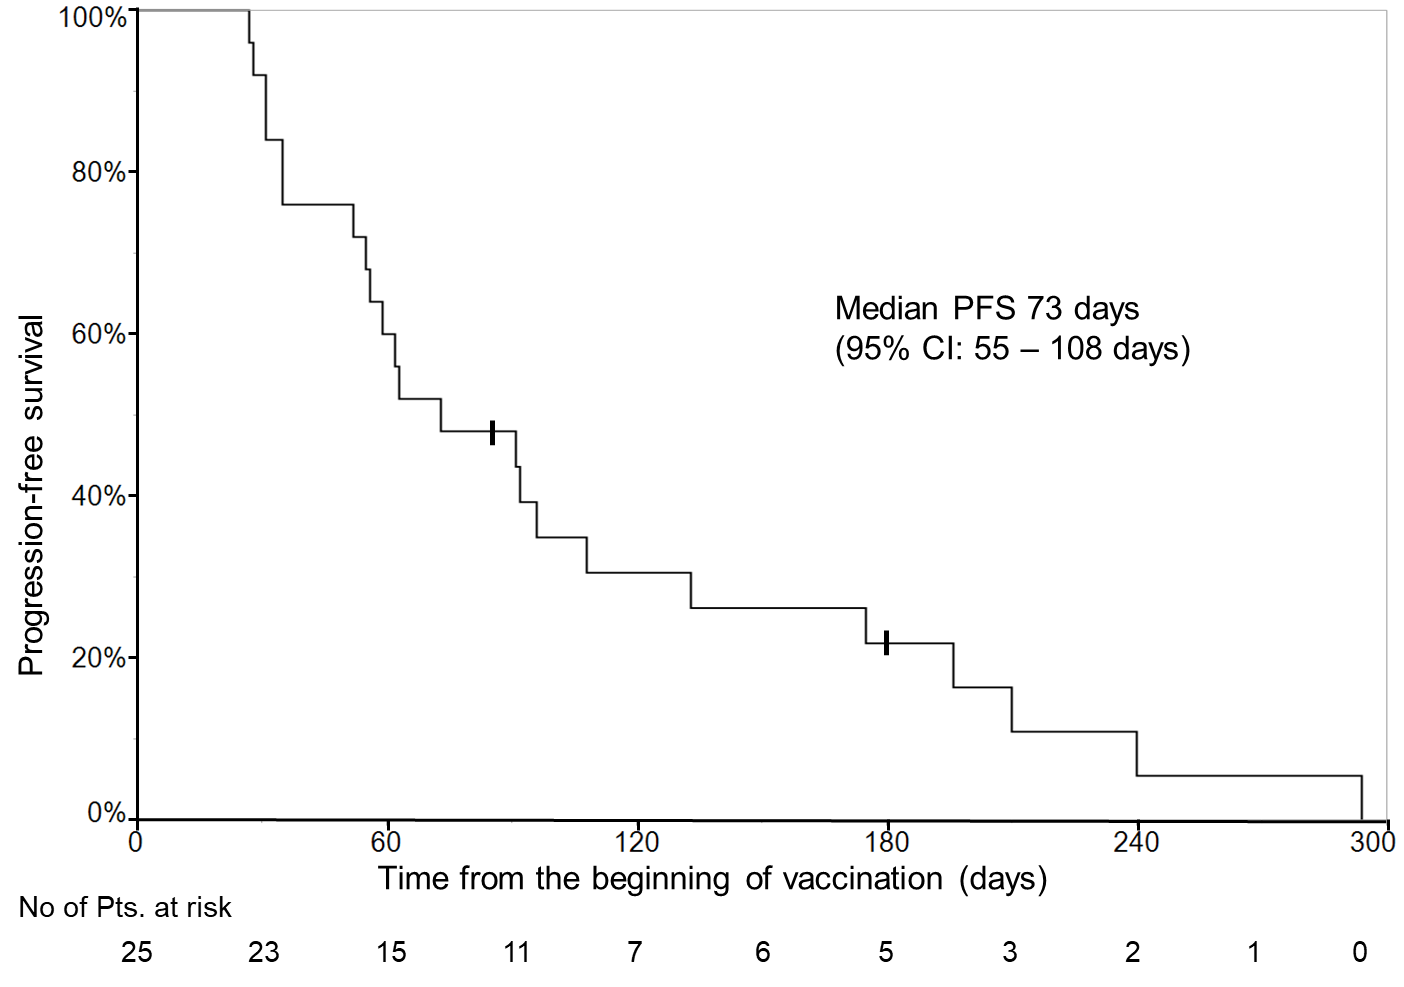 100%
80%
60%
40%
20%
0%
Progression-free survival
Median PFS 73 days
(95% CI: 55 – 108 days)
0 60 120 180 240 300
Time from the beginning of vaccination (days)
No of Pts. at risk
25 23 15 11 7 6 5 3 2 1 0